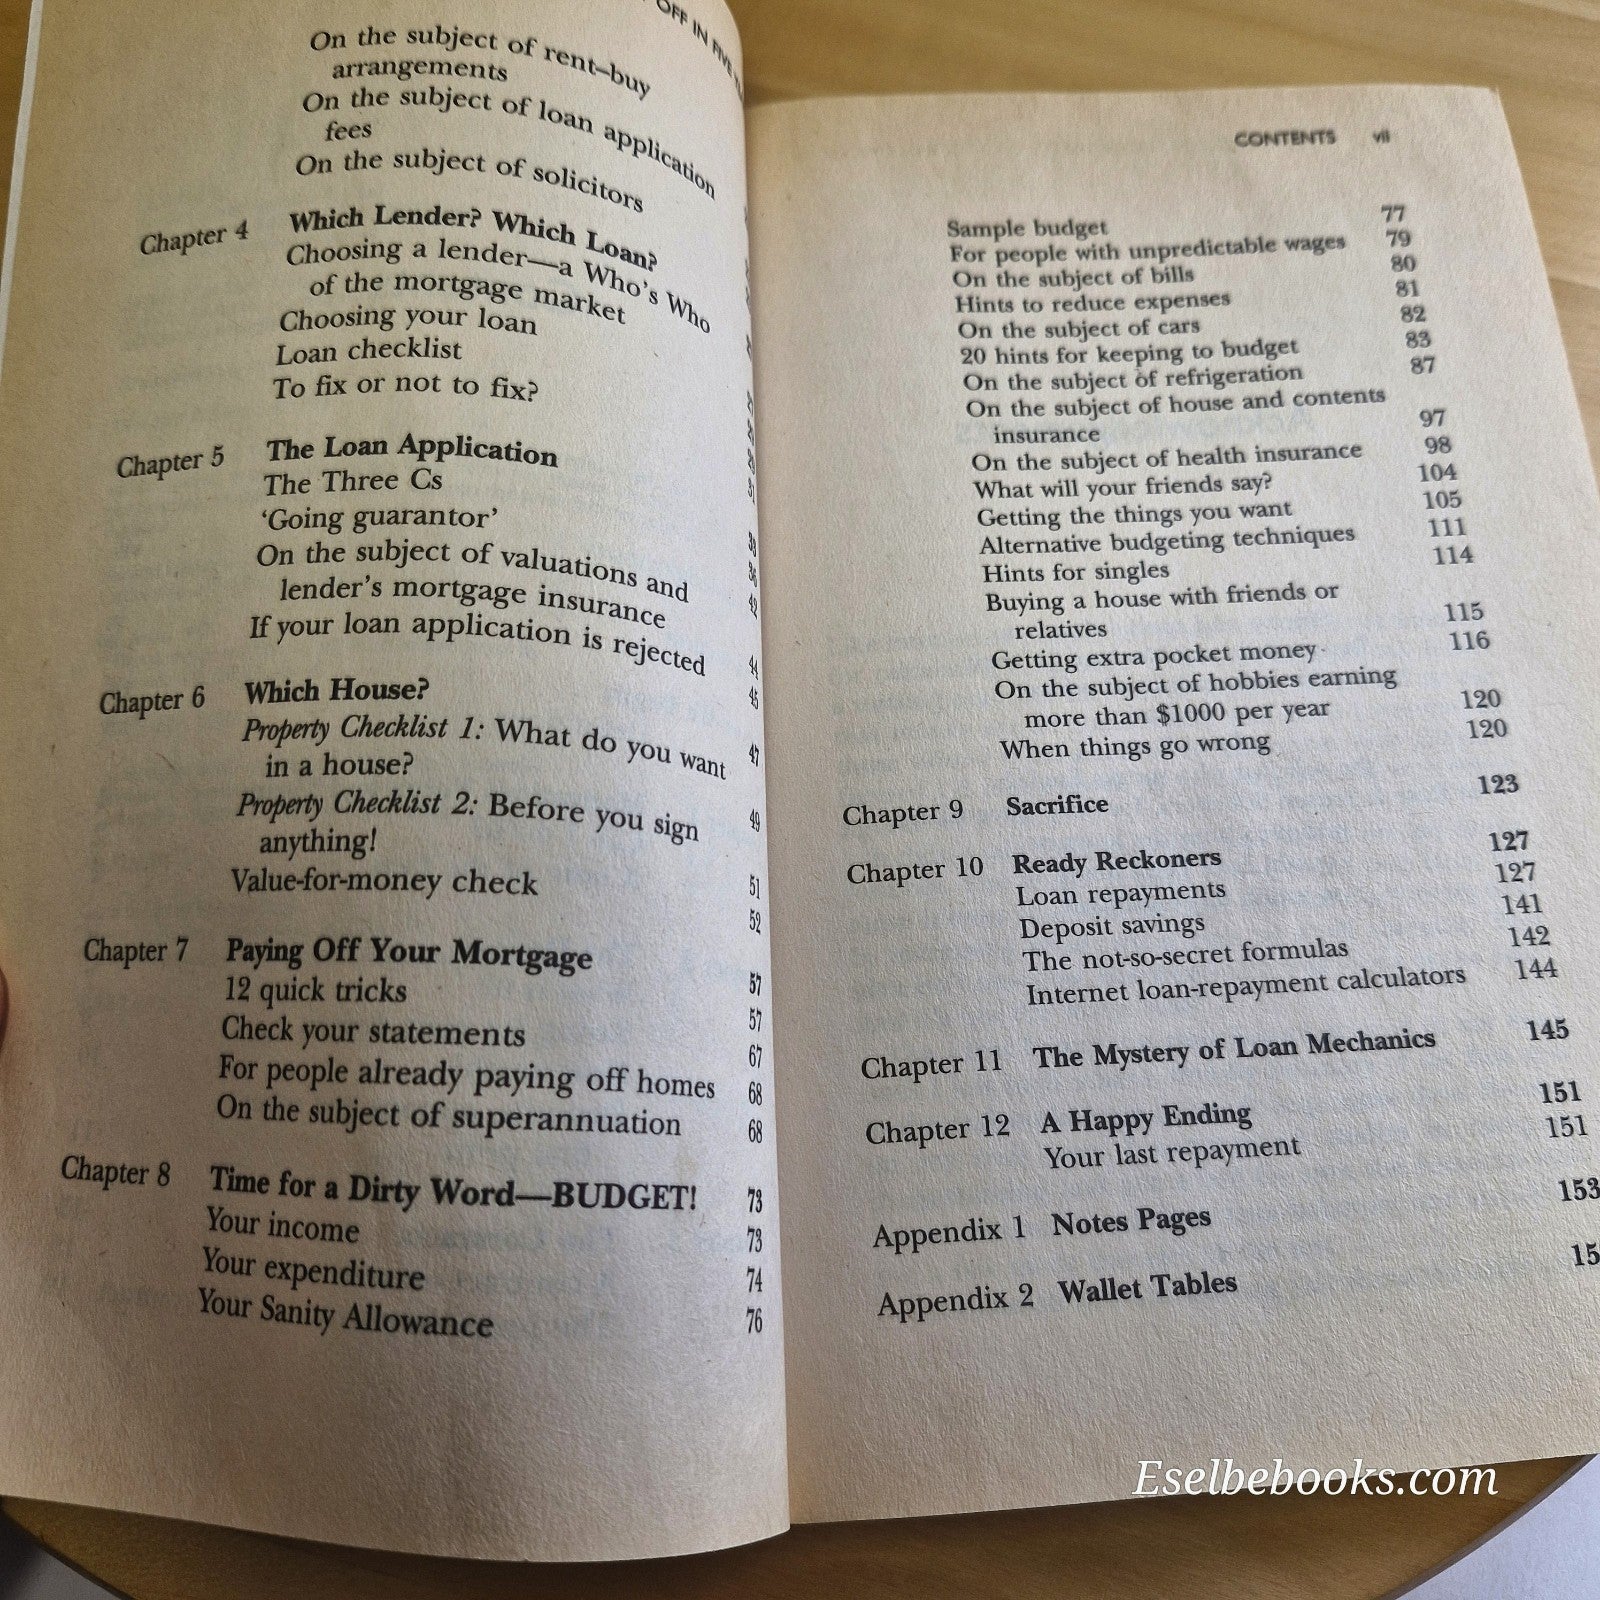 OFF IN FIVE
On the subject of rent–buy
arrangements
On the subject of loan application
fees
On the subject of solicitors
Chapter 4 Which Lender? Which Loan?
Choosing a lender—a Who's Who
of the mortgage market
Choosing your loan
Loan checklist
To fix or not to fix?
Chapter 5 The Loan Application
The Three Cs
'Going guarantor'
On the subject of valuations and
lender's mortgage insurance
If your loan application is rejected 44
45
Chapter 6 Which House?
Property Checklist 1: What do you want 47
in a house?
Property Checklist 2: Before you sign 49
anything!
Value-for-money check 51
52
Chapter 7 Paying Off Your Mortgage 57
12 quick tricks 57
Check your statements 67
For people already paying off homes 68
On the subject of superannuation 68
Chapter 8 Time for a Dirty Word—BUDGET! 73
Your income 73
Your expenditure 74
Your Sanity Allowance 76
CONTENTS vii
Sample budget 77
For people with unpredictable wages 79
On the subject of bills 80
Hints to reduce expenses 81
On the subject of cars 82
20 hints for keeping to budget 83
On the subject of refrigeration 87
On the subject of house and contents
insurance 97
On the subject of health insurance 98
What will your friends say? 104
Getting the things you want 105
Alternative budgeting techniques 111
Hints for singles 114
Buying a house with friends or
relatives 115
Getting extra pocket money 116
On the subject of hobbies earning
more than $1000 per year 120
When things go wrong 120
Chapter 9 Sacrifice 123
Chapter 10 Ready Reckoners 127
Loan repayments 127
Deposit savings 141
The not-so-secret formulas 142
Internet loan-repayment calculators 144
Chapter 11 The Mystery of Loan Mechanics 145
Chapter 12 A Happy Ending 151
Your last repayment 151
Appendix 1 Notes Pages 153
Appendix 2 Wallet Tables
Eselbebooks.com